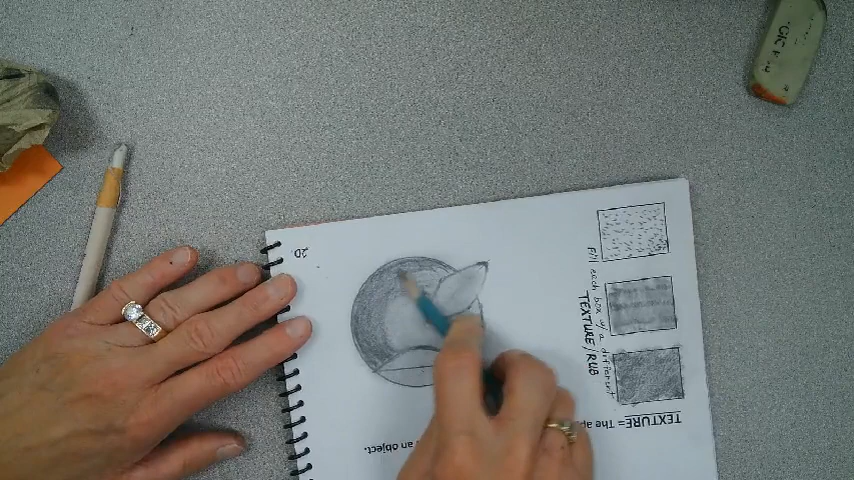 TEXTURE= The ap
an object.
Fill each box w/ a different
TEXTURE/RUB
20.